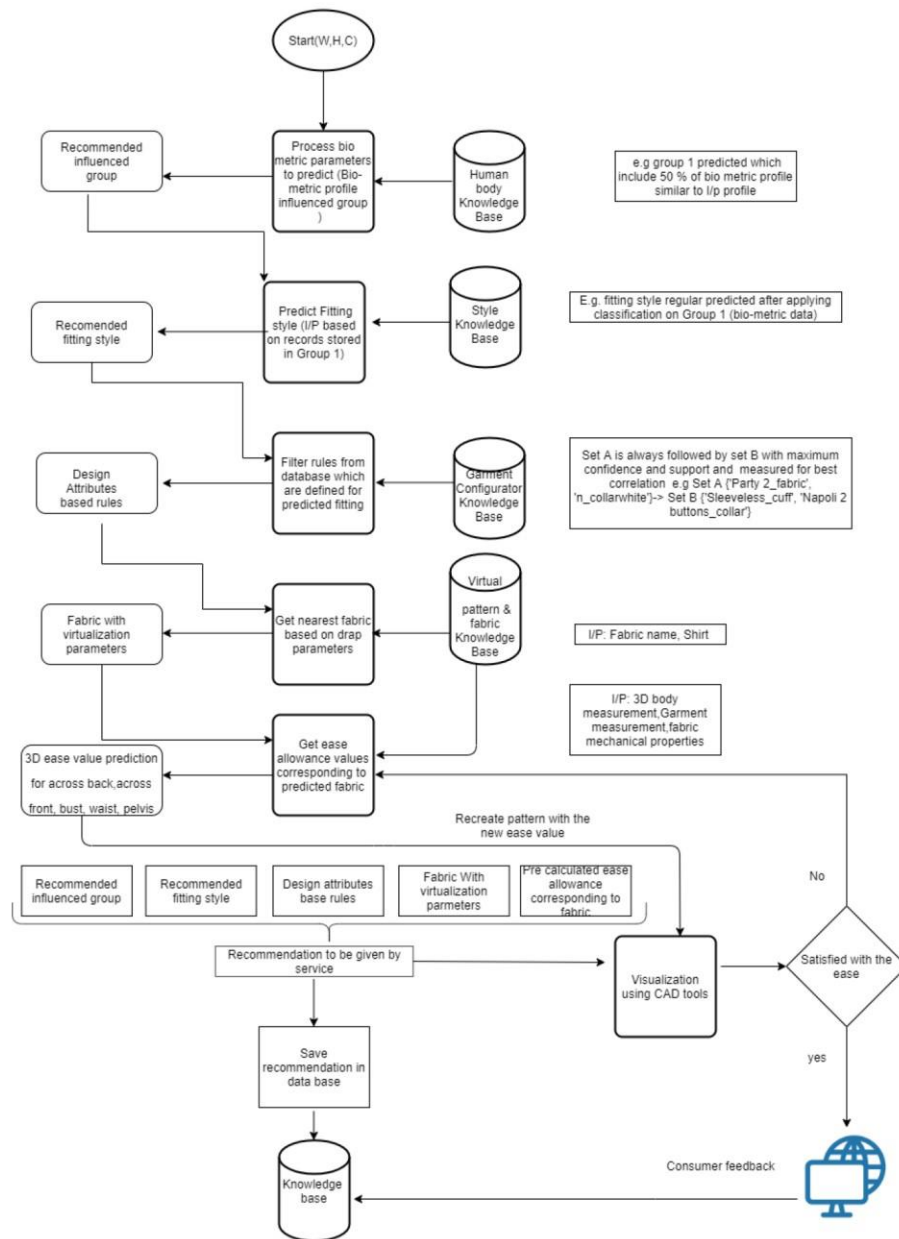 Start(W,H,C)
Recommended
influenced
group
Process bio
metric parameters
to predict (Bio-
metric profile
influenced group
)
Human
body
Knowledge
Base
e.g group 1 predicted which
include 50 % of bio metric profile
similar to I/p profile
Recomended
fitting style
Predict Fitting
style (I/P based
on records stored
in Group 1)
Style
Knowledge
Base
E.g. fitting style regular predicted after applying
classification on Group 1 (bio-metric data)
Design
Attributes
based rules
Filter rules from
database which
are defined for
predicted fitting
Garment
Configurator
Knowledge
Base
Set A is always followed by set B with maximum
confidence and support and measured for best
correlation e.g Set A {'Party 2_fabric',
'n_collarwhite'}-> Set B {'Sleeveless_cuff', 'Napoli 2
buttons_collar'}
Fabric with
virtualization
parameters
Get nearest fabric
based on drap
parameters
Virtual
pattern &
fabric
Knowledge
Base
I/P: Fabric name, Shirt
I/P: 3D body
measurement,Garment
measurement,fabric
mechanical properties
3D ease value prediction
for across back,across
front, bust, waist, pelvis
Get ease
allowance values
corresponding to
predicted fabric
Recreate pattern with the
new ease value
Recommended
influenced group
Recommended
fitting style
Design attributes
base rules
Fabric With
virtualization
parmeters
Pre calculated ease
allowance
corresponding to
fabric
No
Recommendation to be given by
service
Visualization
using CAD tools
Satisfied with the
ease
Save
recommendation in
data base
yes
Knowledge
base
Consumer feedback